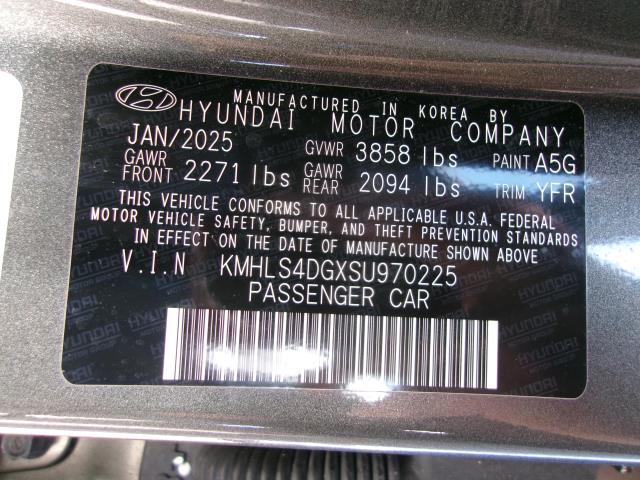 MANUFACTURED IN KOREA BY
HYUNDAI MOTOR COMPANY
JAN/2025 GVWR 3858 lbs PAINT A5G
GAWR FRONT 2271 lbs GAWR REAR 2094 lbs TRIM YFR
THIS VEHICLE CONFORMS TO ALL APPLICABLE U.S.A. FEDERAL
MOTOR VEHICLE SAFETY, BUMPER, AND THEFT PREVENTION STANDARDS
IN EFFECT ON THE DATE OF MANUFACTURE SHOWN ABOVE
V.I.N KMHLS4DGXSU970225
PASSENGER CAR